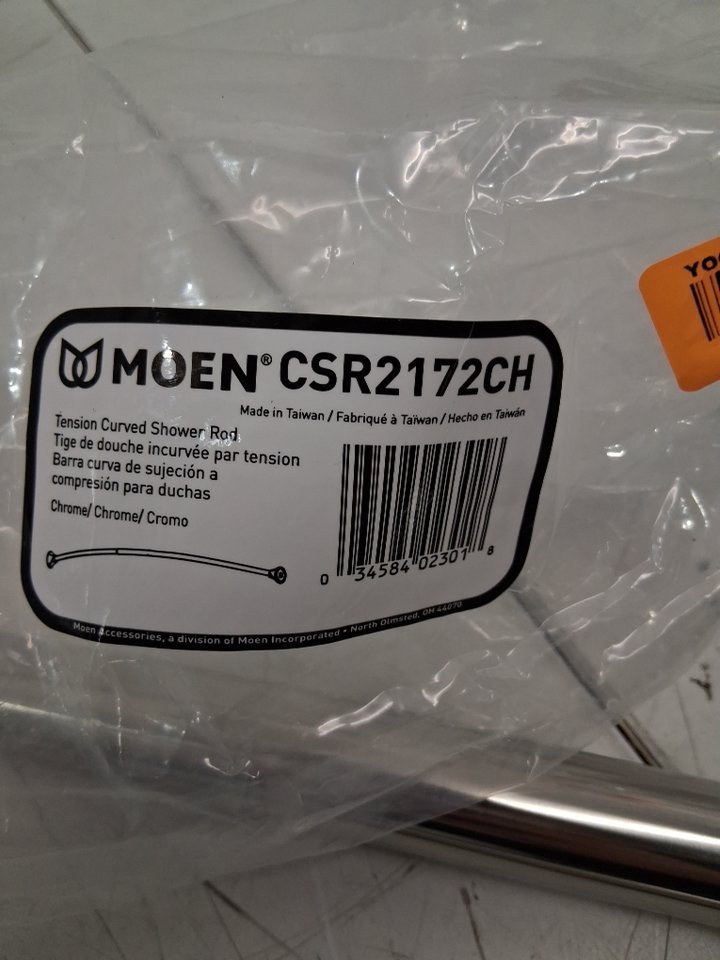 MOEN® CSR2172CH
Made in Taiwan / Fabriqué à Taïwan / Hecho en Taiwán
Tension Curved Shower Rod
Tige de douche incurvée par tension
Barra curva de sujeción a
compresión para duchas
Chrome/ Chrome/ Cromo
0 34584 02301 8
Moen Accessories, a division of Moen Incorporated • North Olmsted, OH 44070
YO